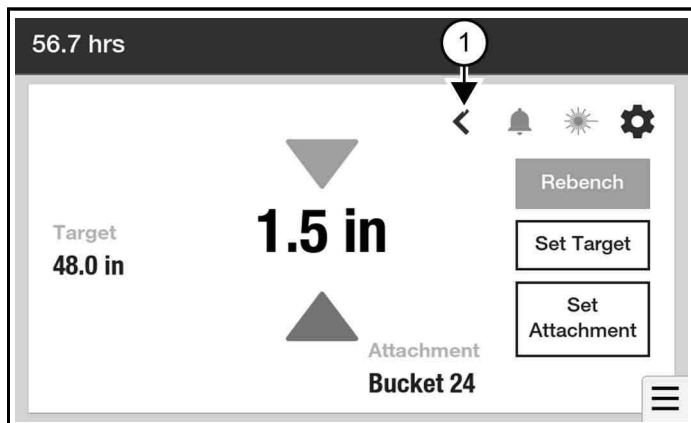 56.7 hrs
1
Rebench
Target
48.0 in
1.5 in
Set Target
Set
Attachment
Attachment
Bucket 24